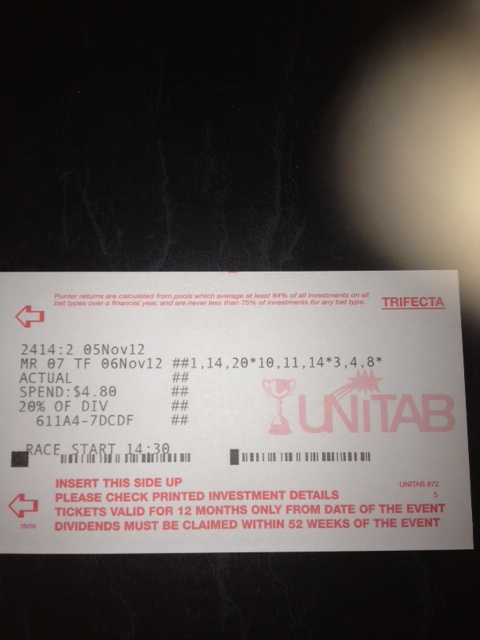 Punter returns are calculated from pools which average at least 84% of all investments on all
bet types over a financial year, and are never less than 75% of investments for any bet type.
TRIFECTA
2414:2 05Nov12
MR 07 TF 06Nov12 ##1,14,20*10,11,14*3,4,8*
ACTUAL ##
SPEND:$4.80 ##
20% OF DIV ##
611A4-7DCDF ##
UNiTAB
RACE START 14:30
INSERT THIS SIDE UP
UNITAB 872
PLEASE CHECK PRINTED INVESTMENT DETAILS
5
TICKETS VALID FOR 12 MONTHS ONLY FROM DATE OF THE EVENT
DIVIDENDS MUST BE CLAIMED WITHIN 52 WEEKS OF THE EVENT